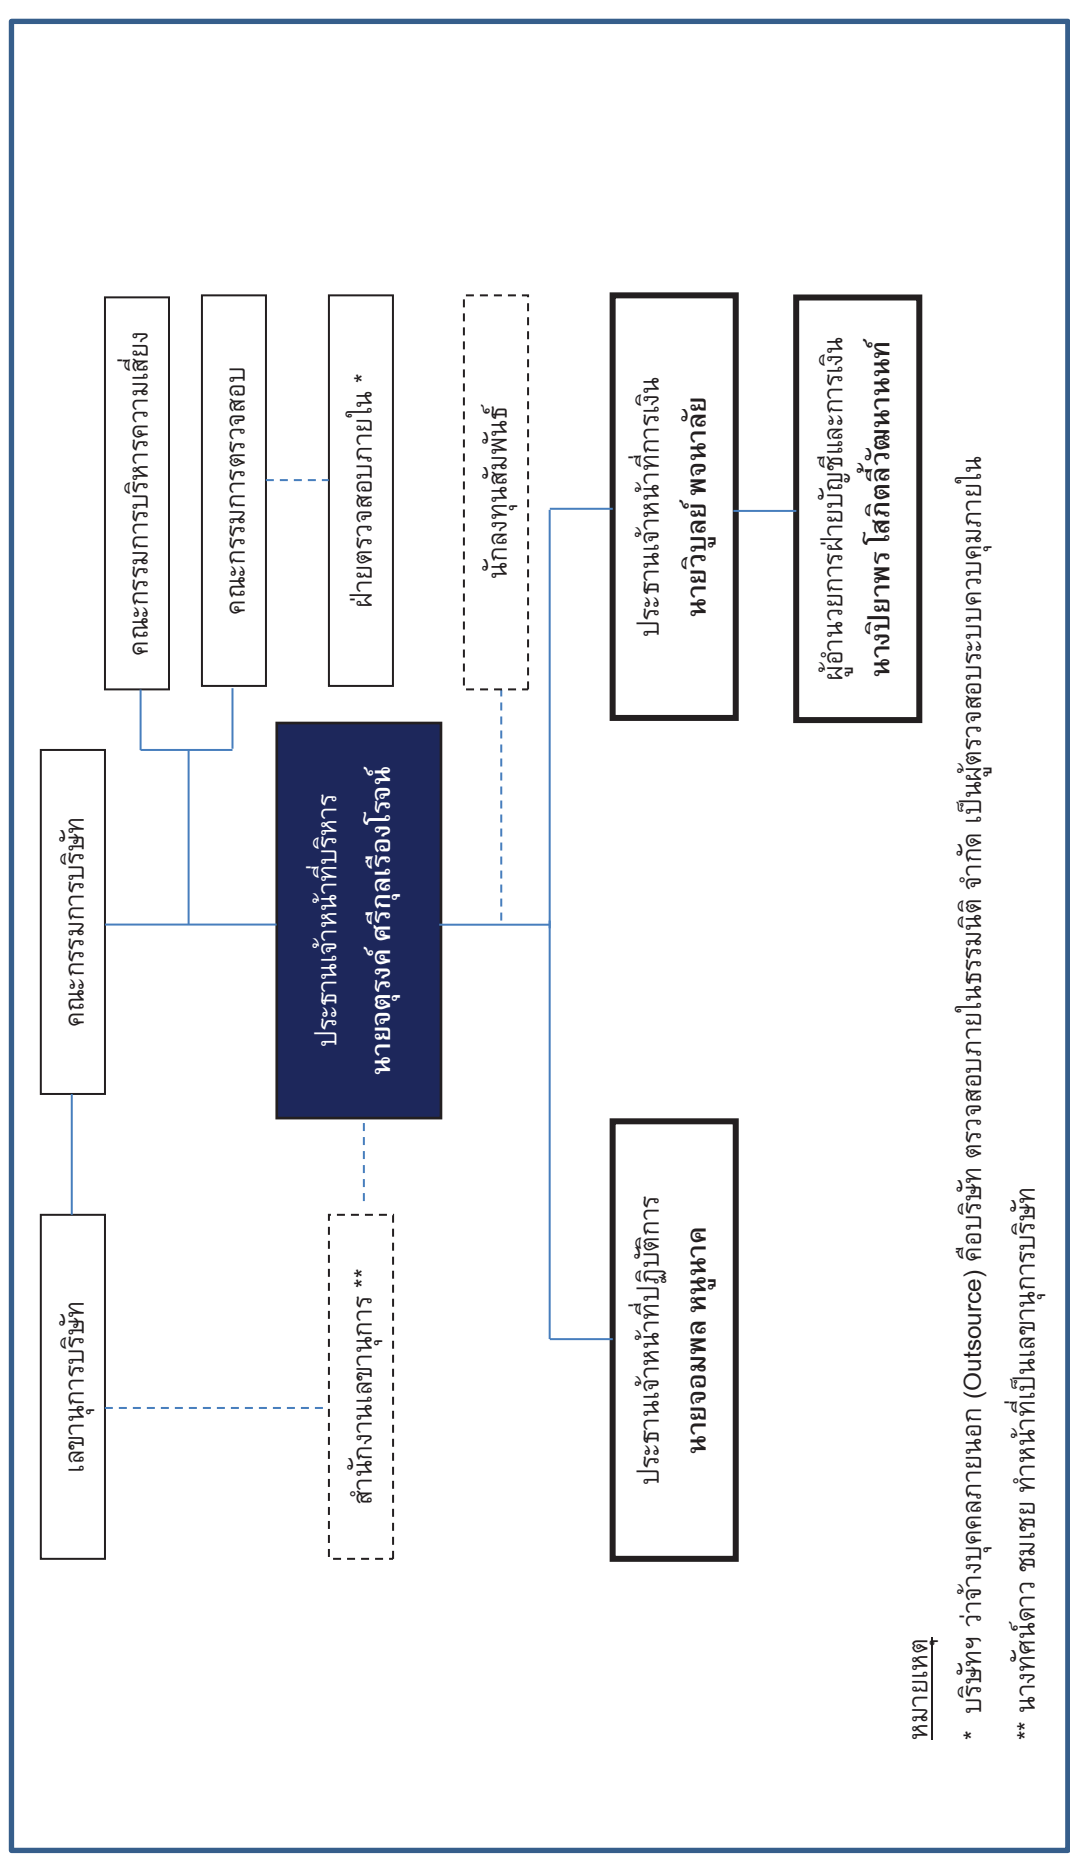 คณะกรรมการบริษัท
เลขานุการบริษัท
คณะกรรมการบริหารความเสี่ยง
คณะกรรมการตรวจสอบ
ประธานเจ้าหน้าที่บริหาร
นายจตุรงค์ ศรีกุลเรืองโรจน์
สำนักงานเลขานุการ **
ฝ่ายตรวจสอบภายใน *
นักลงทุนสัมพันธ์
ประธานเจ้าหน้าที่ปฏิบัติการ
นายจอมพล หนูนาค
ประธานเจ้าหน้าที่การเงิน
นายวิบูลย์ พจนาลัย
ผู้อำนวยการฝ่ายบัญชีและการเงิน
นางปิยาพร โสภิตลีวัฒนานนท์
หมายเหตุ
* บริษัทฯ ว่าจ้างบุคคลภายนอก (Outsource) คือบริษัท ตรวจสอบภายในธรรมนิติ จำกัด เป็นผู้ตรวจสอบระบบควบคุมภายใน
** นางทัศน์ดาว ชมเชย ทำหน้าที่เป็นเลขานุการบริษัท